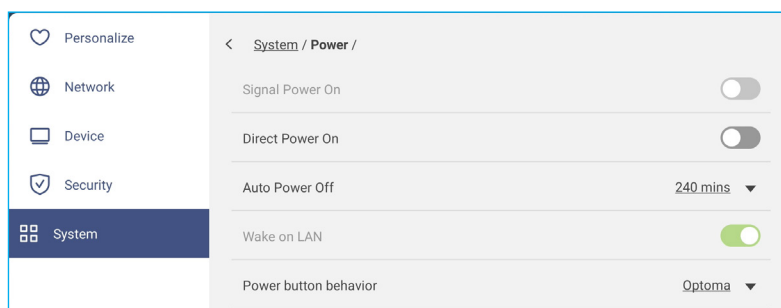 Personalize
Network
Device
Security
System
< System / Power /
Signal Power On
Direct Power On
Auto Power Off 240 mins
Wake on LAN
Power button behavior Optoma